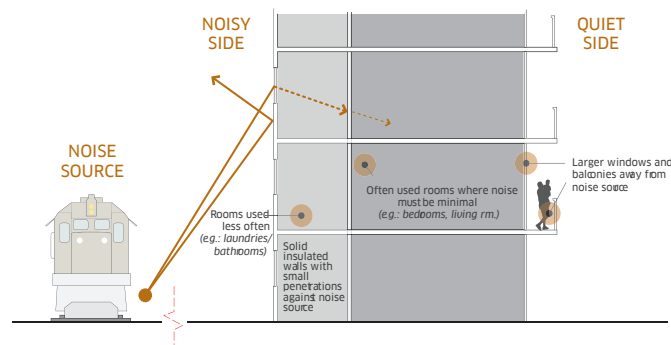 NOISY
SIDE
QUIET
SIDE
NOISE
SOURCE
Larger windows and
balconies away from
noise source
Often used rooms where noise
must be minimal
(e.g.: bedrooms, living rm.)
Rooms used
less often
(e.g.: laundries/
bathrooms)
Solid
insulated
walls with
small
penetrations
against noise
source